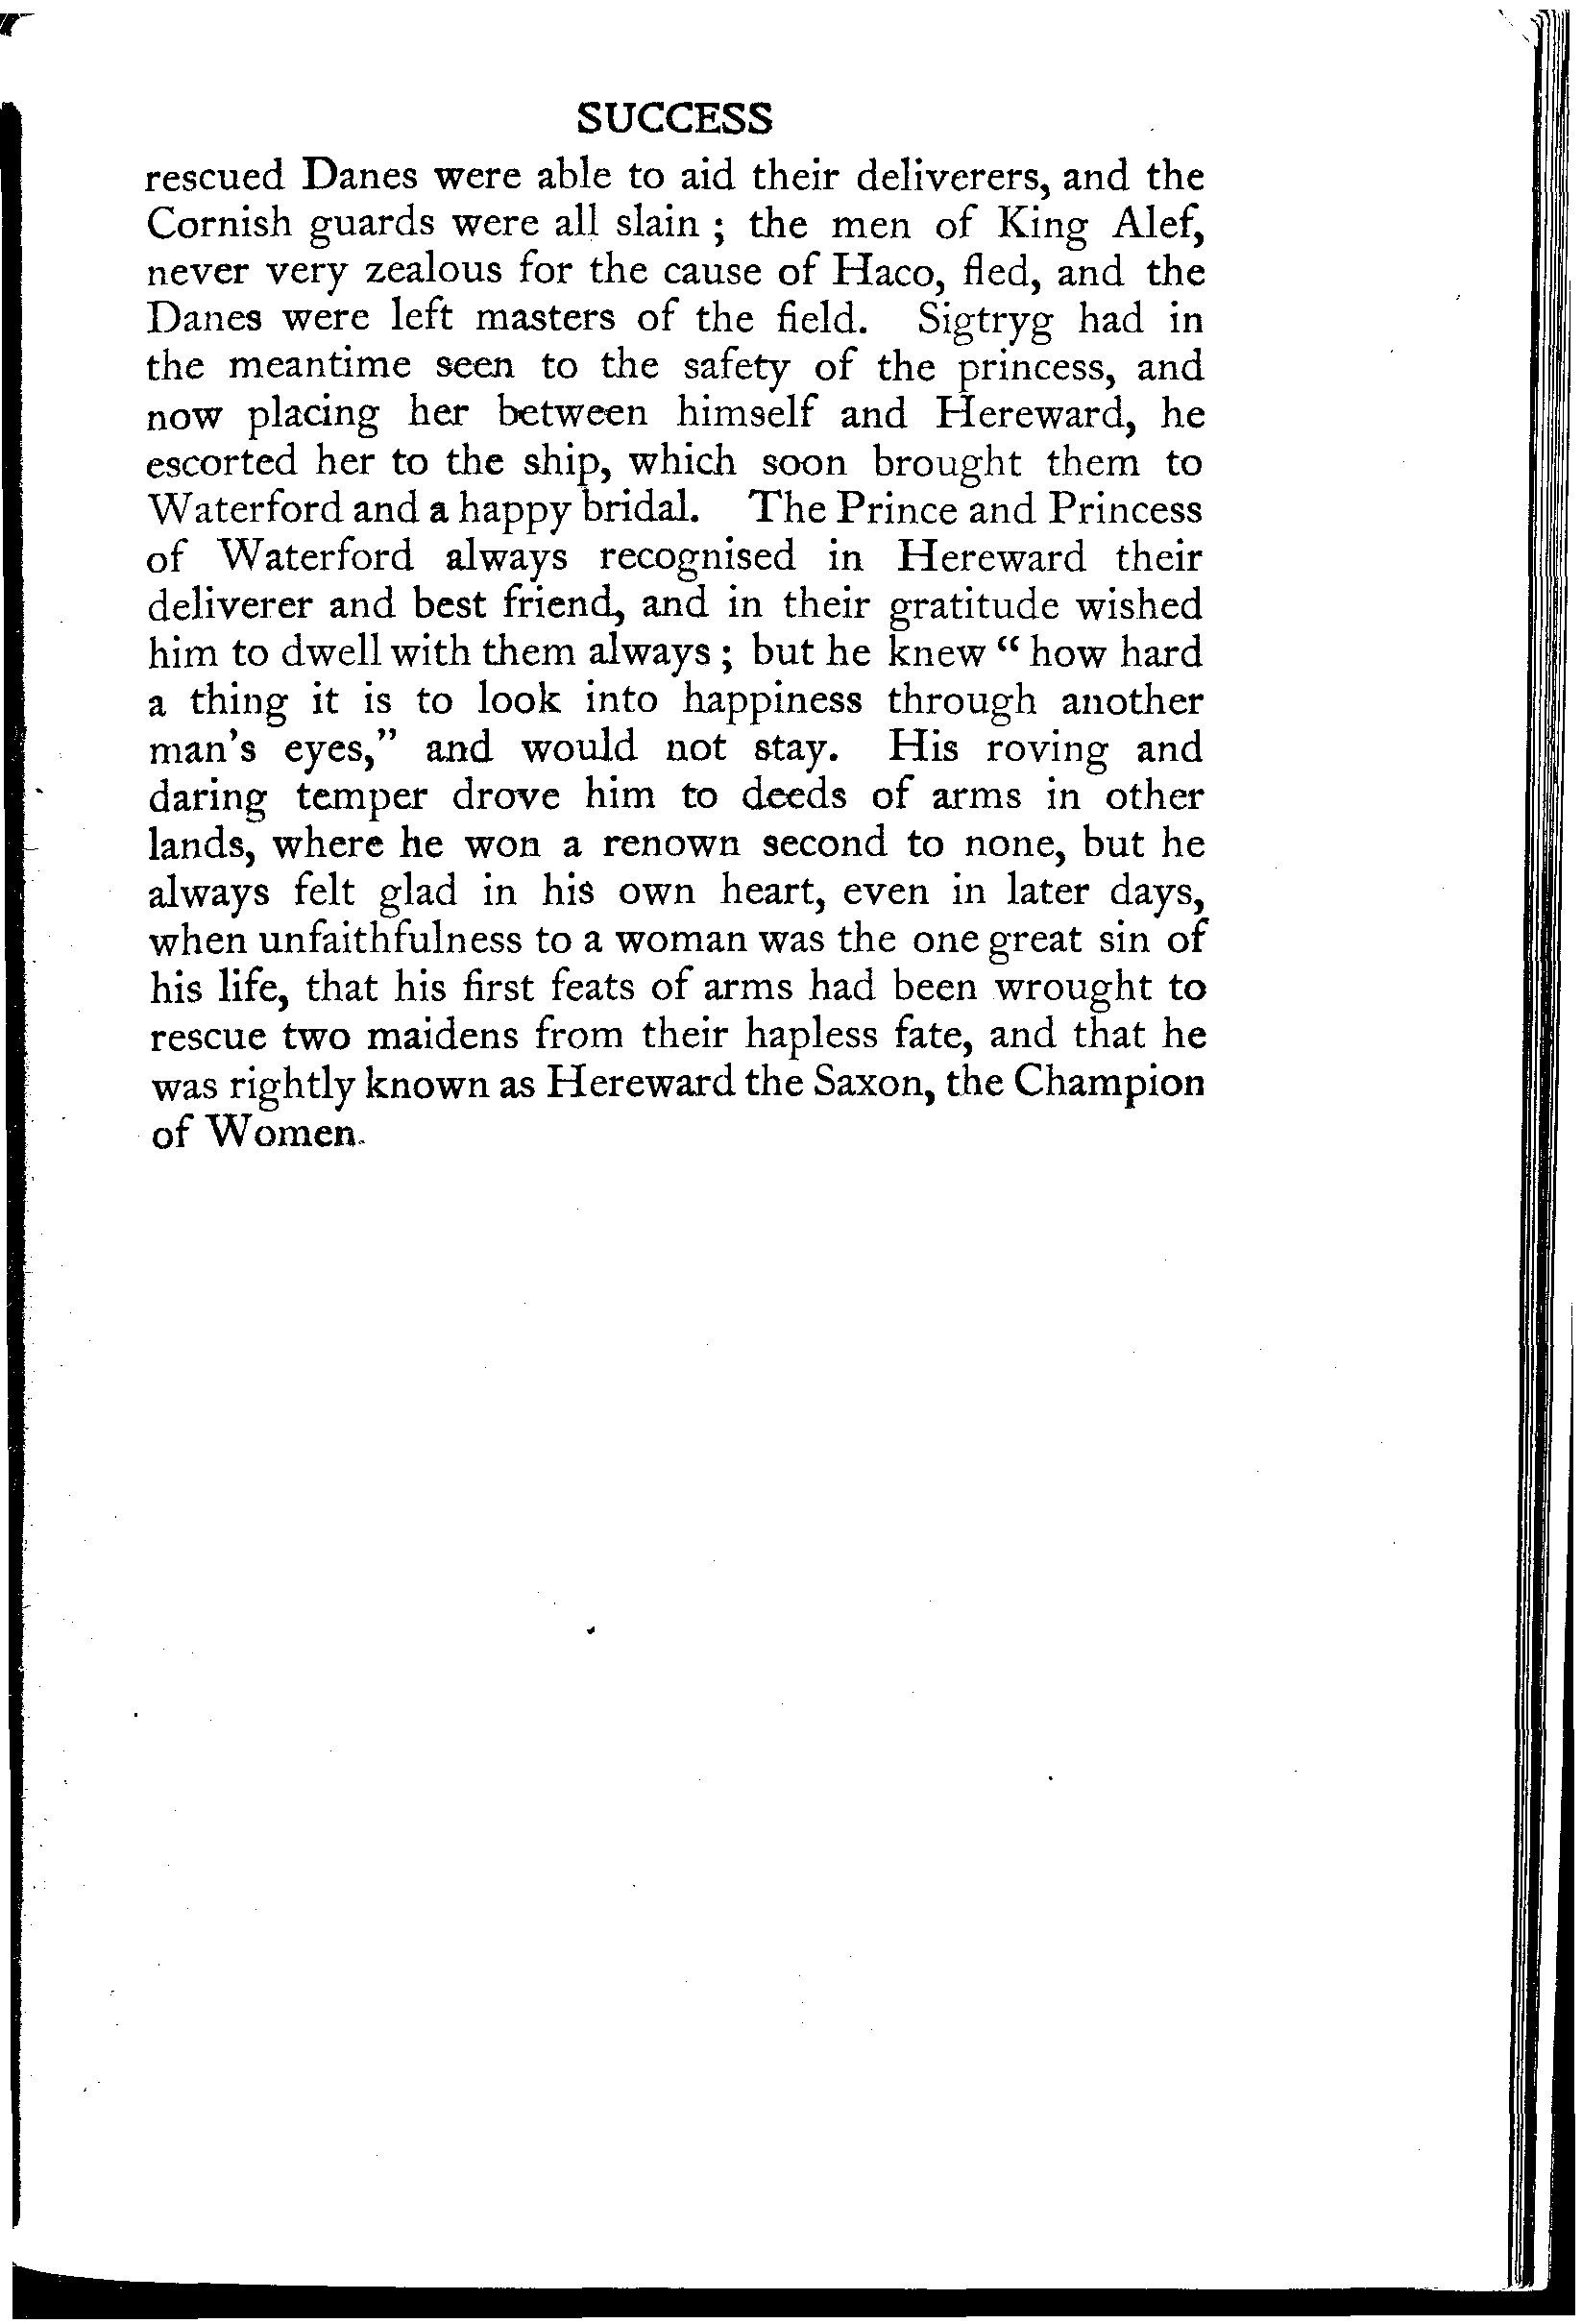 SUCCESS
rescued Danes were able to aid their deliverers, and the
Cornish guards were all slain ; the men of King Alef,
never very zealous for the cause of Haco, fled, and the
Danes were left masters of the field. Sigtryg had in
the meantime seen to the safety of the princess, and
now placing her between himself and Hereward, he
escorted her to the ship, which soon brought them to
Waterford and a happy bridal. The Prince and Princess
of Waterford always recognised in Hereward their
deliverer and best friend, and in their gratitude wished
him to dwell with them always ; but he knew “ how hard
a thing it is to look into happiness through another
man's eyes,” and would not stay. His roving and
daring temper drove him to deeds of arms in other
lands, where he won a renown second to none, but he
always felt glad in his own heart, even in later days,
when unfaithfulness to a woman was the one great sin of
his life, that his first feats of arms had been wrought to
rescue two maidens from their hapless fate, and that he
was rightly known as Hereward the Saxon, the Champion
of Women.